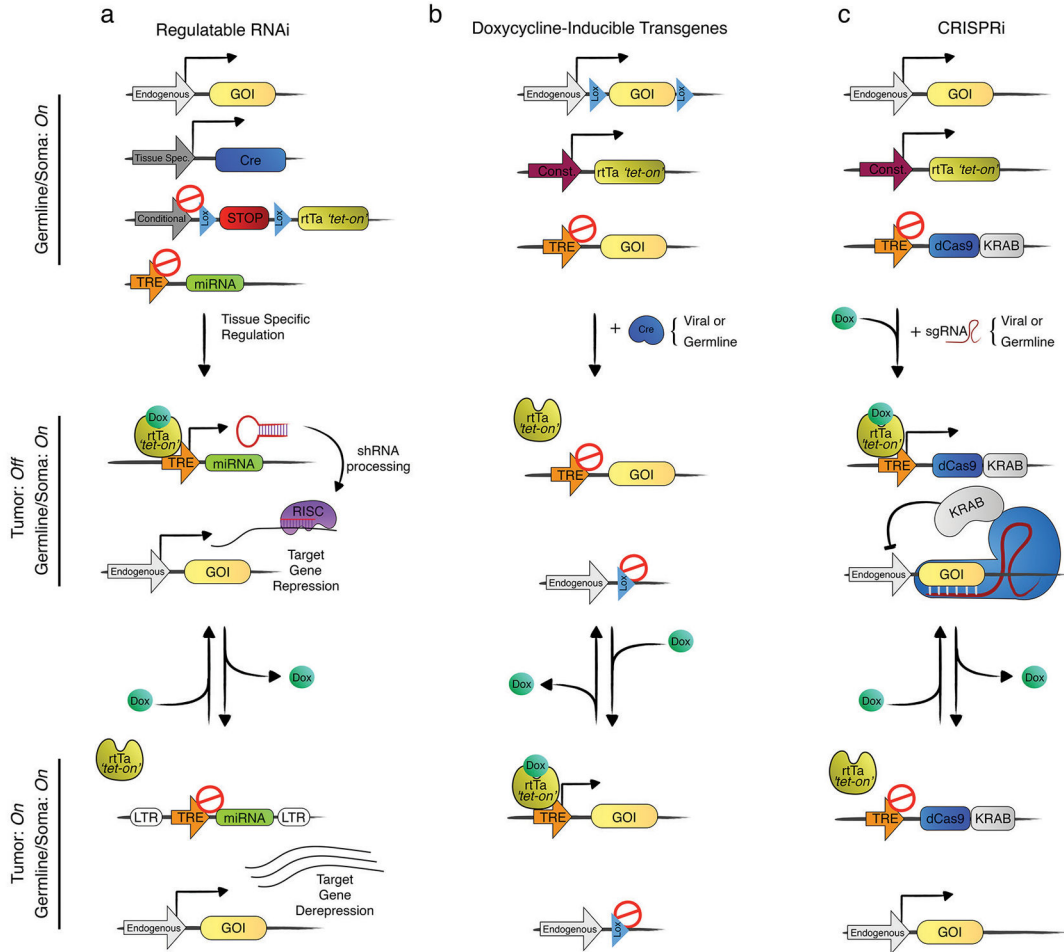 a
Regulatable RNAi
Germline/Soma: On
Endogenous
GOI
Tissue Spec.
Cre
Conditional
Lox
STOP
Lox
rtTa 'tet-on'
TRE
miRNA
Tissue Specific
Regulation
Tumor: Off
Germline/Soma: On
Dox
rtTa
'tet-on'
TRE
miRNA
shRNA
processing
RISC
Target
Gene
Repression
Endogenous
GOI
Dox
Dox
Tumor: On
Germline/Soma: On
rtTa
'tet-on'
LTR
TRE
miRNA
LTR
Target
Gene
Derepression
Endogenous
GOI
b
Doxycycline-Inducible Transgenes
Endogenous
Lox
GOI
Lox
Const.
rtTa 'tet-on'
TRE
GOI
+
Cre
{
Viral or
Germline
rtTa
'tet-on'
TRE
GOI
Endogenous
Lox
Dox
Dox
Dox
rtTa
'tet-on'
TRE
GOI
Endogenous
Lox
c
CRISPRi
Endogenous
GOI
Const.
rtTa 'tet-on'
TRE
dCas9
KRAB
Dox
+ sgRNA
{
Viral or
Germline
Dox
rtTa
'tet-on'
TRE
dCas9
KRAB
KRAB
Endogenous
GOI
Dox
Dox
rtTa
'tet-on'
TRE
dCas9
KRAB
Endogenous
GOI